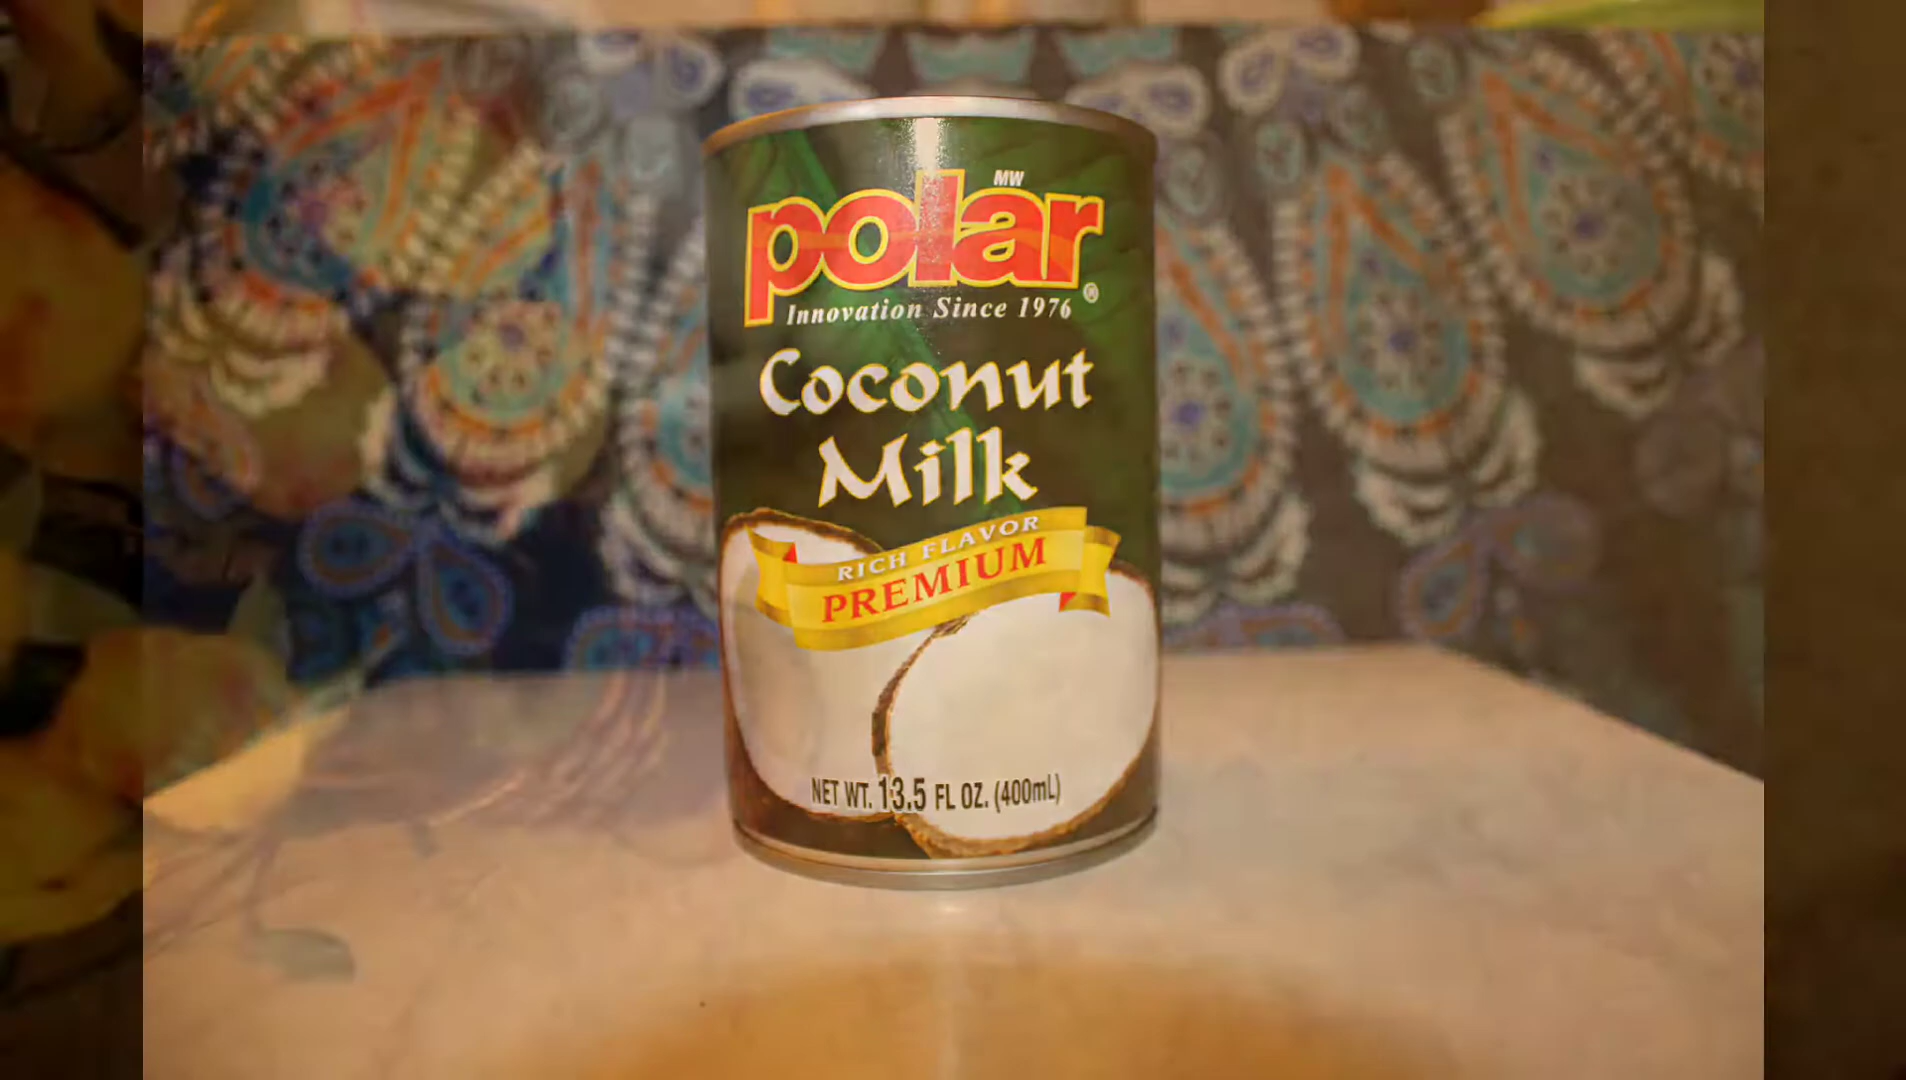 MW
polar®
Innovation Since 1976
Coconut
Milk
RICH FLAVOR
PREMIUM
NET WT. 13.5 FL OZ. (400mL)